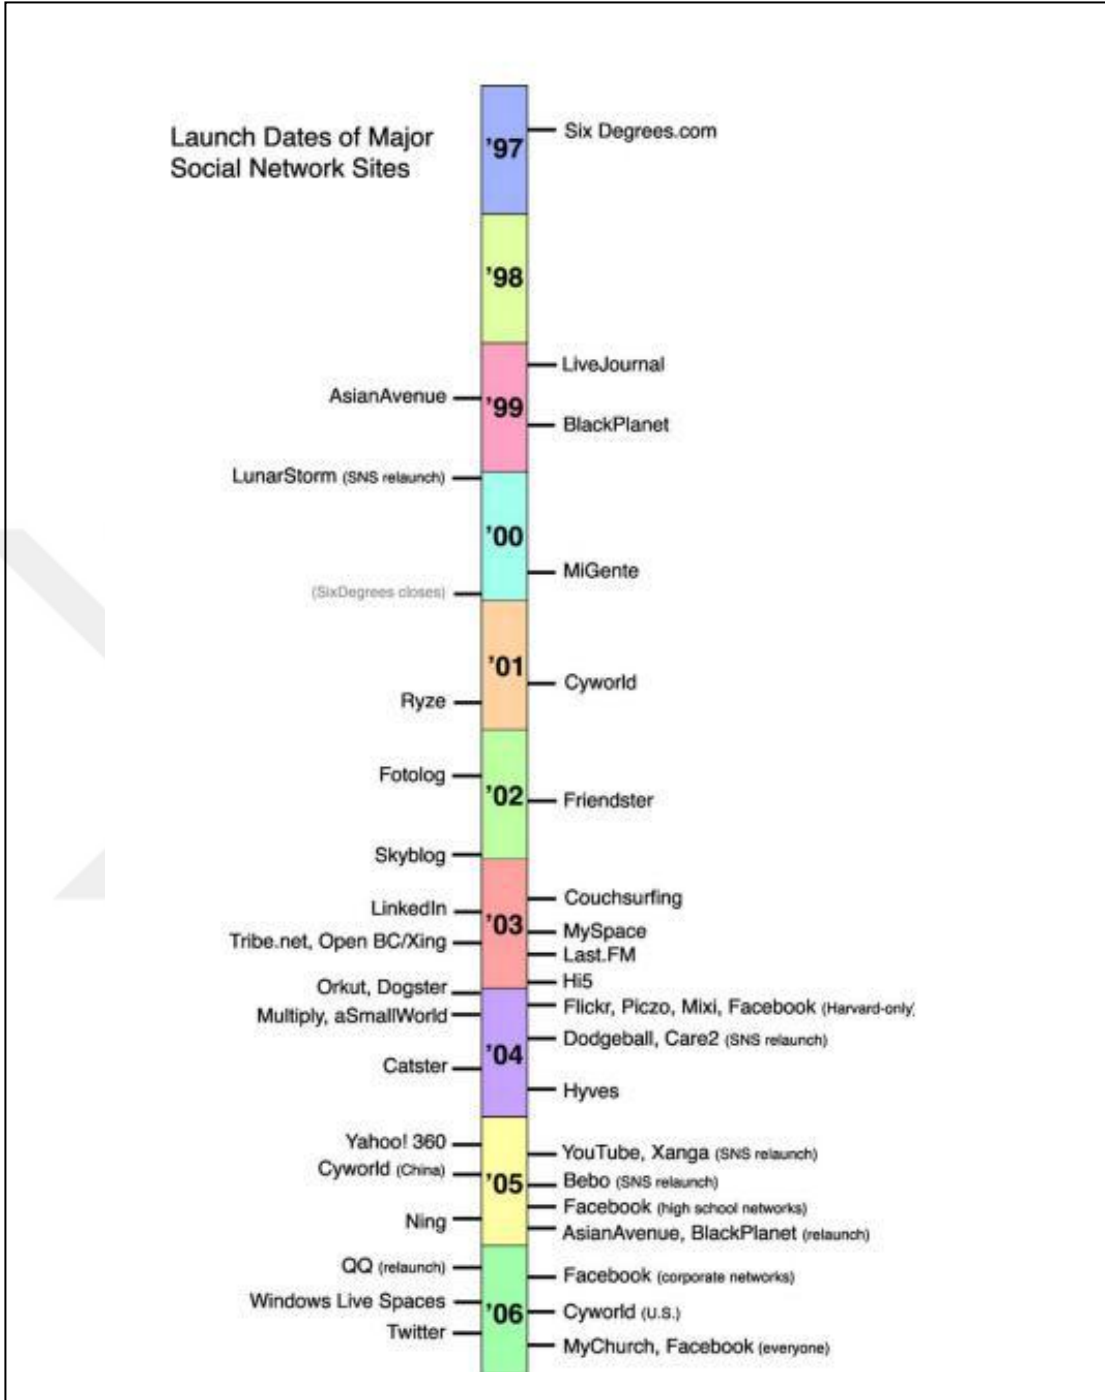 Launch Dates of Major
Social Network Sites
'97
Six Degrees.com
'98
LiveJournal
AsianAvenue
'99
BlackPlanet
LunarStorm (SNS relaunch)
'00
MiGente
(SixDegrees closes)
'01
Cyworld
Ryze
Fotolog
'02
Friendster
Skyblog
Couchsurfing
LinkedIn
'03
MySpace
Tribe.net, Open BC/Xing
Last.FM
Hi5
Orkut, Dogster
Flickr, Piczo, Mixi, Facebook (Harvard-only)
Multiply, aSmallWorld
Dodgeball, Care2 (SNS relaunch)
'04
Catster
Hyves
Yahoo! 360
YouTube, Xanga (SNS relaunch)
Cyworld (China)
Bebo (SNS relaunch)
'05
Facebook (high school networks)
Ning
AsianAvenue, BlackPlanet (relaunch)
QQ (relaunch)
Facebook (corporate networks)
Windows Live Spaces
Cyworld (U.S.)
'06
Twitter
MyChurch, Facebook (everyone)